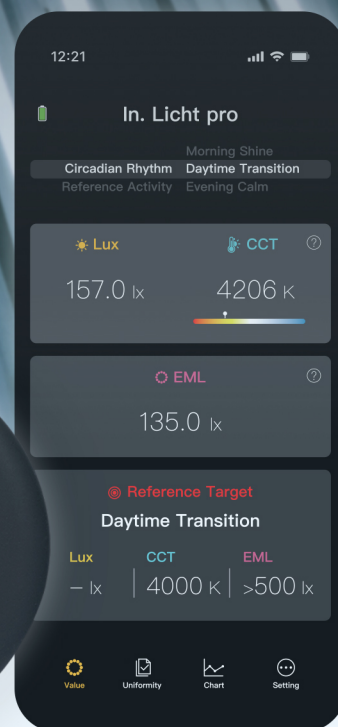 12:21
In. Licht pro
Morning Shine
Circadian Rhythm Daytime Transition
Reference Activity Evening Calm
Lux CCT ?
157.0 lx 4206 K
EML ?
135.0 lx
Reference Target
Daytime Transition
Lux CCT EML
– lx 4000 K >500 lx
Value Uniformity Chart Setting